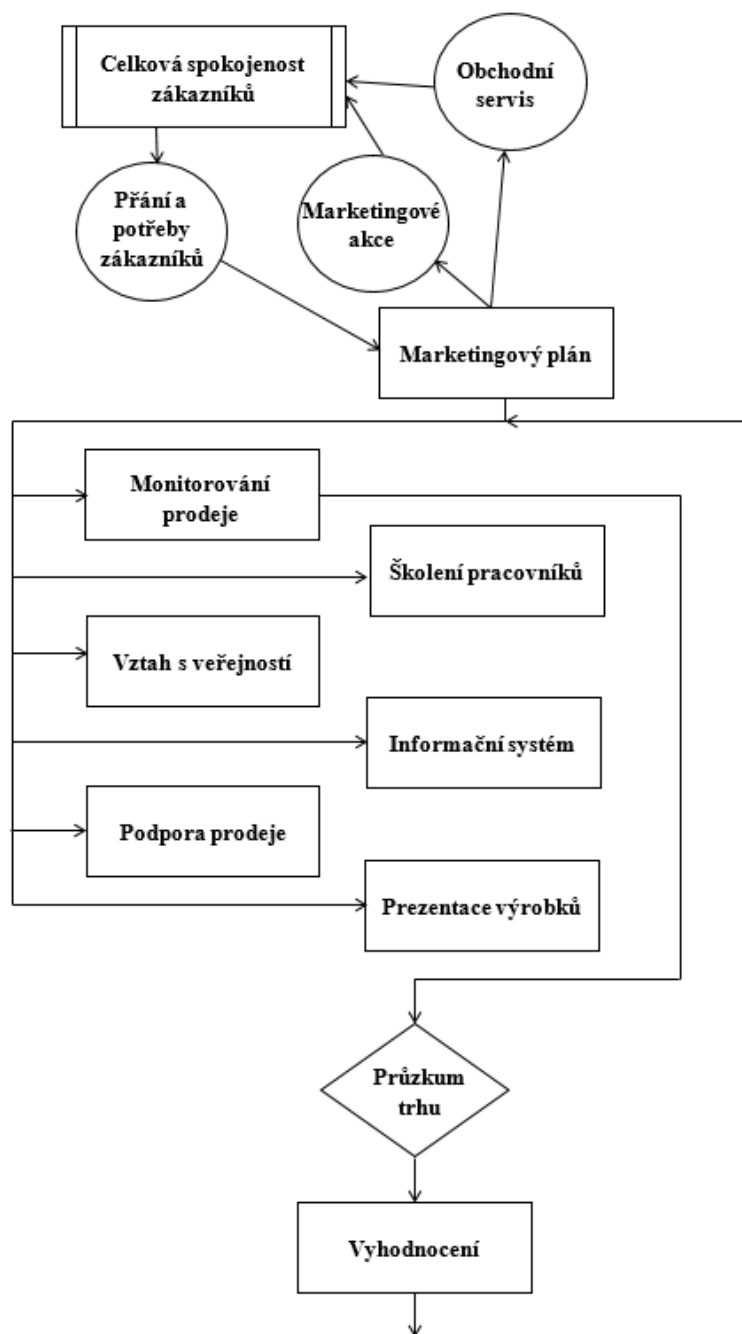 Celková spokojenost
zákazníků
Obchodní
servis
Přání a
potřeby
zákazníků
Marketingové
akce
Marketingový plán
Monitorování
prodeje
Školení pracovníků
Vztah s veřejností
Informační systém
Podpora prodeje
Prezentace výrobků
Průzkum
trhu
Vyhodnocení